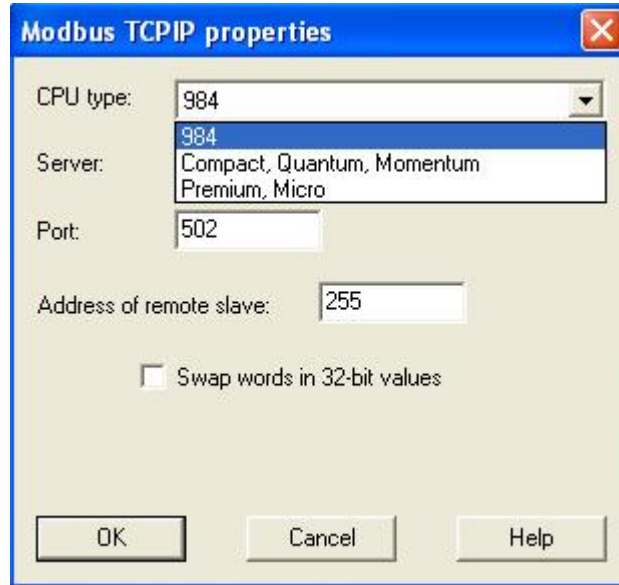 Modbus TCPIP properties
CPU type: 984
984
Server: Compact, Quantum, Momentum
Premium, Micro
Port: 502
Address of remote slave: 255
Swap words in 32-bit values
OK Cancel Help